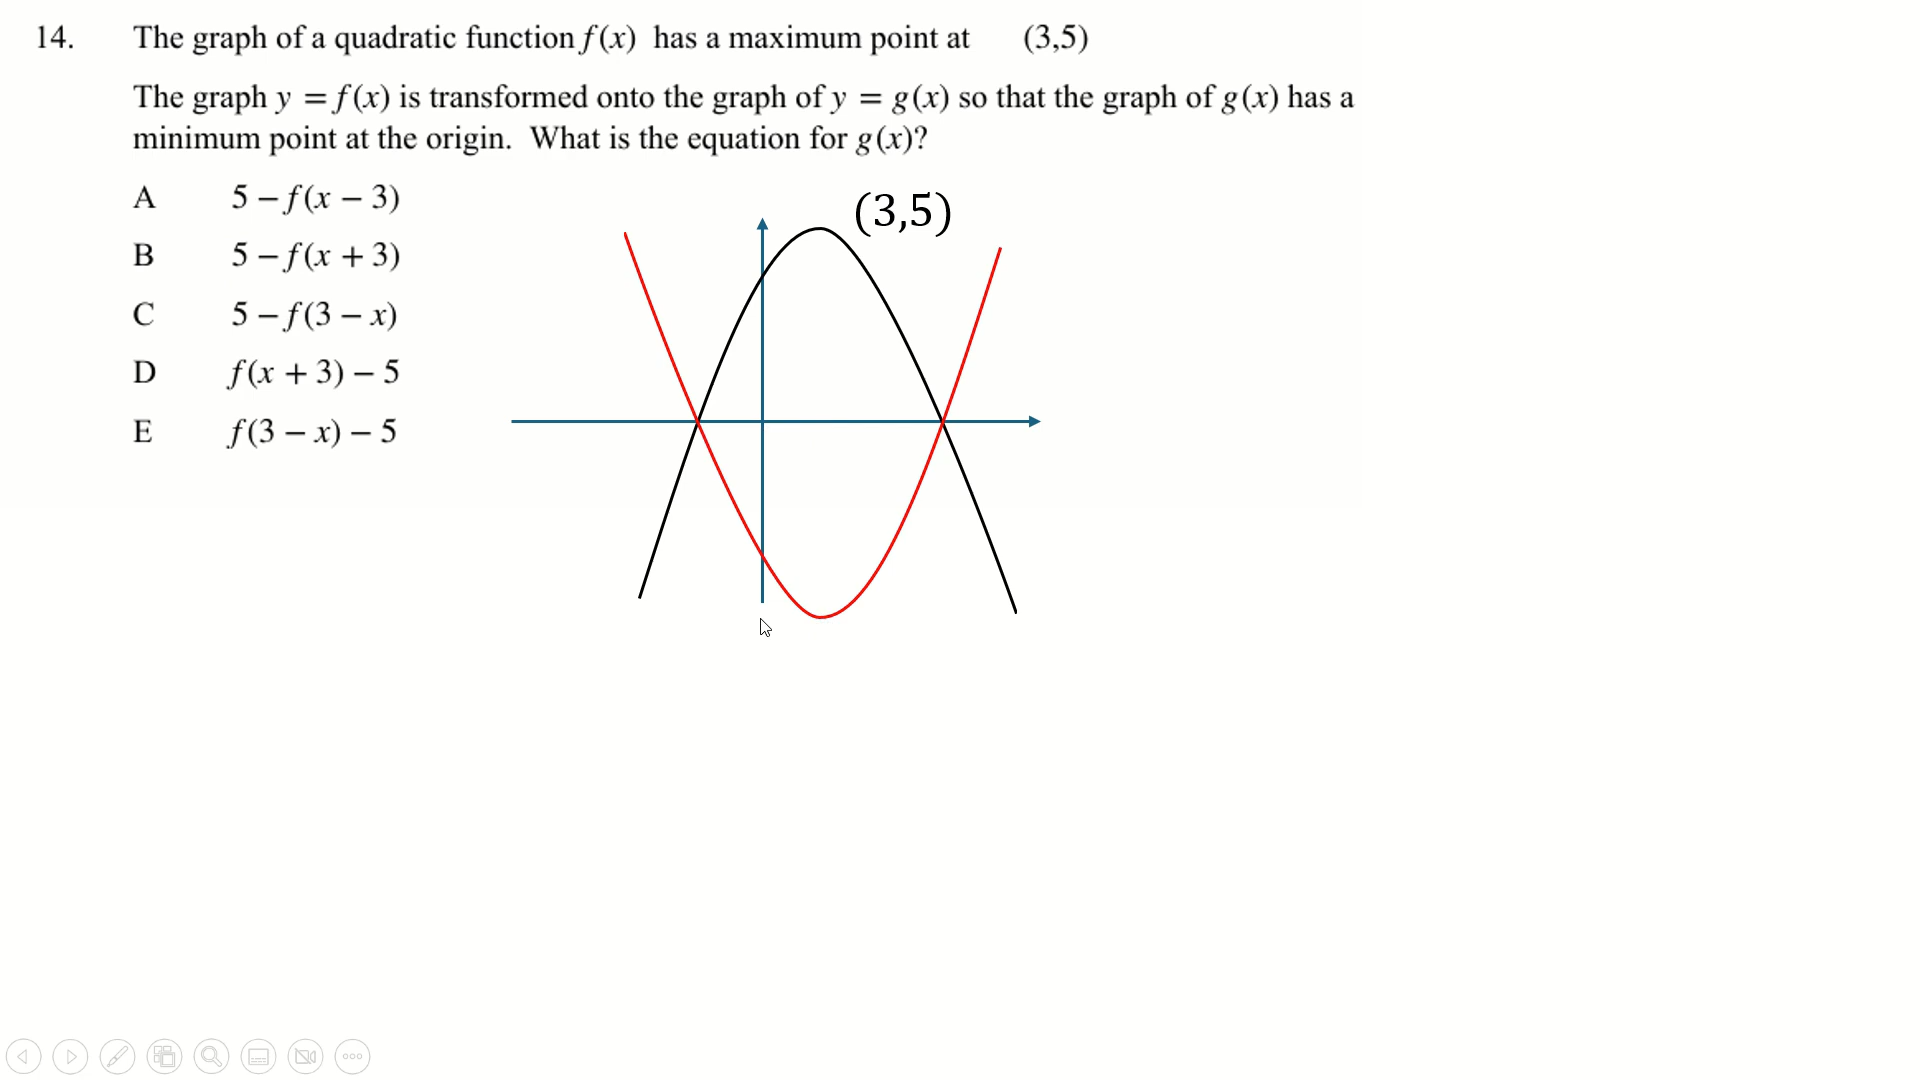 14. The graph of a quadratic function f(x) has a maximum point at (3,5)
The graph y = f(x) is transformed onto the graph of y = g(x) so that the graph of g(x) has a
minimum point at the origin. What is the equation for g(x)?
A 5 – f(x – 3)
B 5 – f(x + 3)
C 5 – f(3 – x)
D f(x + 3) – 5
E f(3 – x) – 5
(3,5)